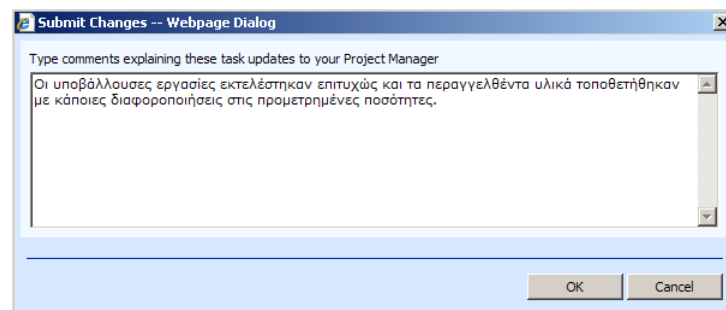 Submit Changes -- Webpage Dialog
Type comments explaining these task updates to your Project Manager
Οι υποβάλλουσες εργασίες εκτελέστηκαν επιτυχώς και τα περαγγελθέντα υλικά τοποθετήθηκαν
με κάποιες διαφοροποιήσεις στις προμετρημένες ποσότητες.
OK Cancel